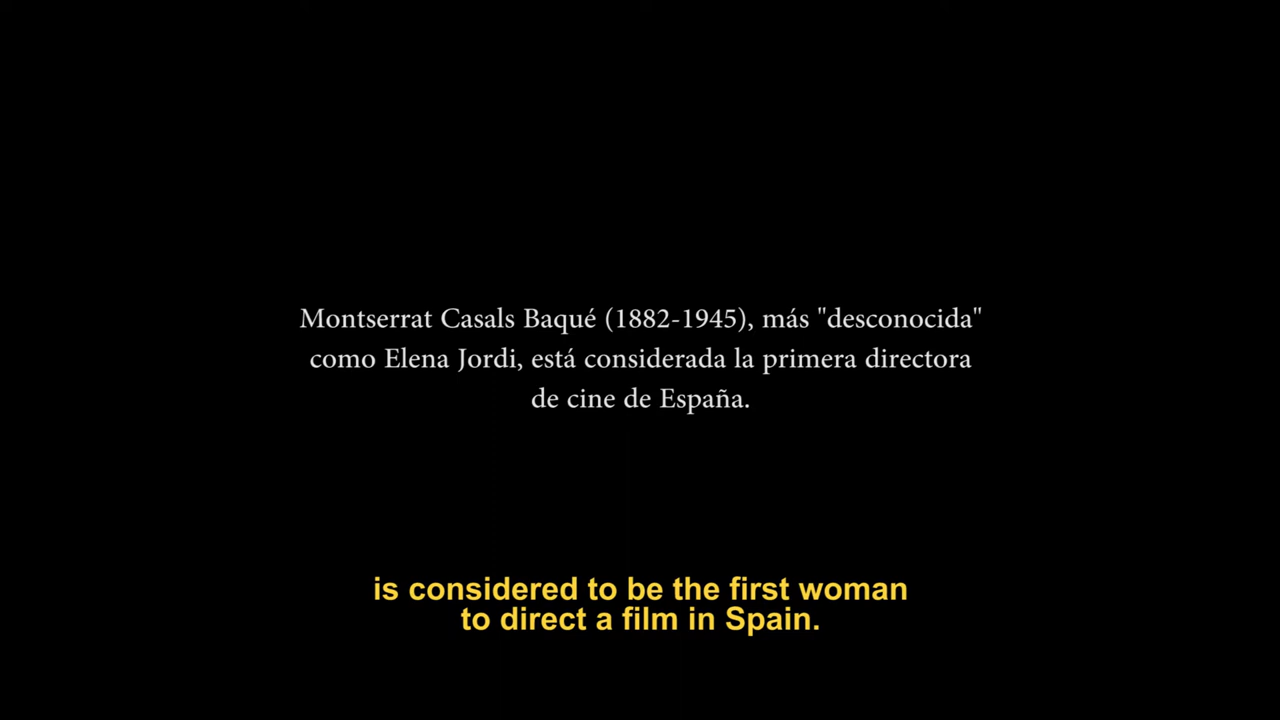 Montserrat Casals Baqué (1882-1945), más "desconocida"
como Elena Jordi, está considerada la primera directora
de cine de España.
is considered to be the first woman
to direct a film in Spain.